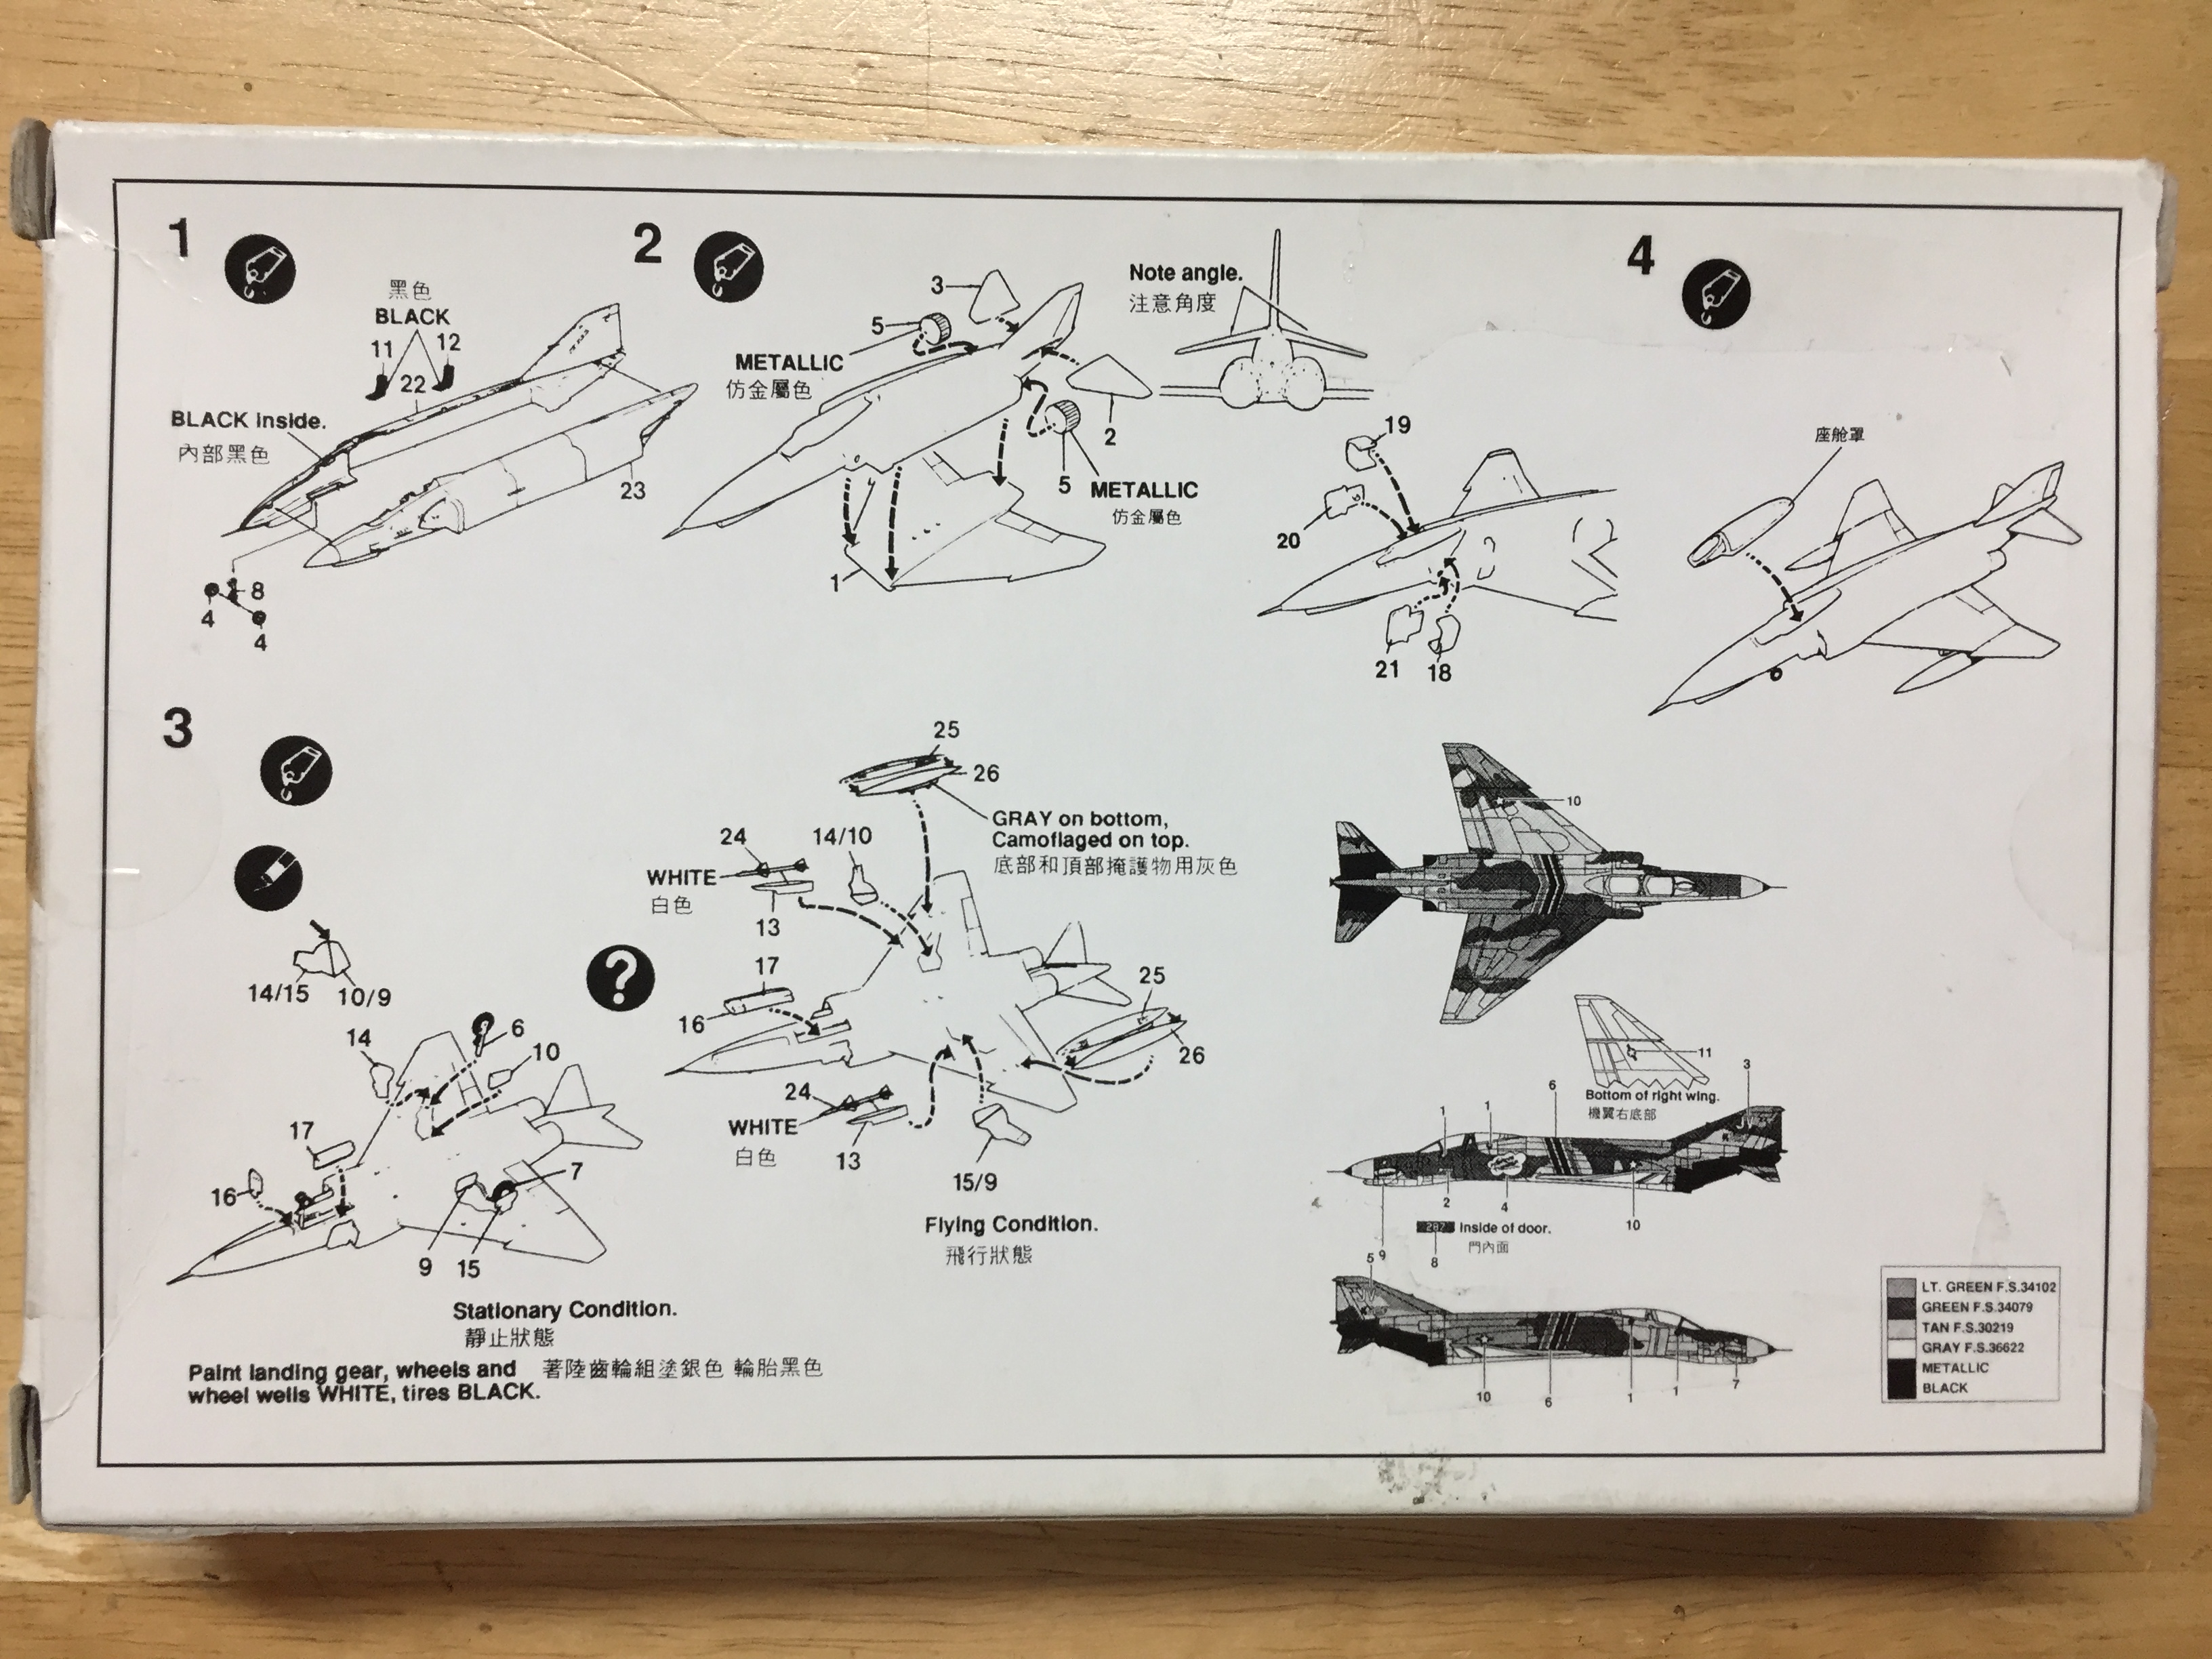 1
黑色
BLACK
11
12
22
BLACK inside.
內部黑色
23
8
4
4
2
3
5
METALLIC
仿金屬色
Note angle.
注意角度
2
5
METALLIC
仿金屬色
1
4
19
20
21
18
座舱罩
3
14/15
10/9
14
6
10
17
16
7
9
15
Stationary Condition.
靜止狀態
Paint landing gear, wheels and
wheel wells WHITE, tires BLACK.
著陸齒輪組塗銀色 輪胎黑色
?
25
26
GRAY on bottom,
Camoflaged on top.
底部和頂部掩護物用灰色
24
14/10
WHITE
白色
13
17
16
25
26
24
WHITE
白色
13
15/9
Flying Condition.
飛行狀態
10
11
Bottom of right wing.
機翼右底部
3
6
1
1
JV
2
4
10
9
287 Inside of door.
門內面
8
5
JV
10
6
1
1
7
LT. GREEN F.S.34102
GREEN F.S.34079
TAN F.S.30219
GRAY F.S.36622
METALLIC
BLACK